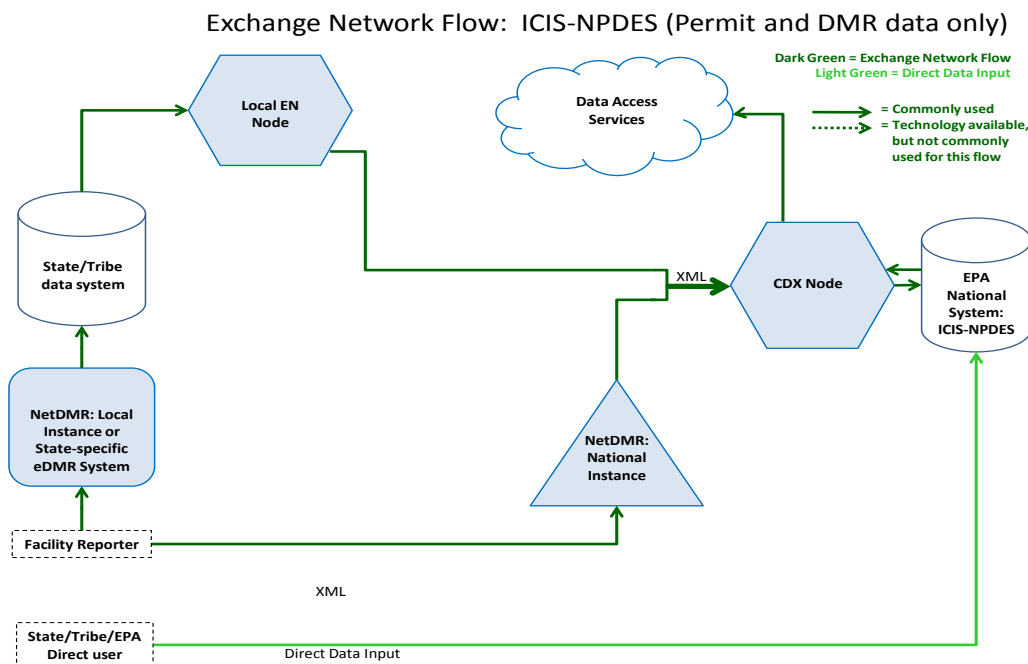 Exchange Network Flow:  ICIS-NPDES (Permit and DMR data only)
Dark Green = Exchange Network Flow
Light Green = Direct Data Input
= Commonly used
= Technology available,
but not commonly
used for this flow
Local EN
Node
Data Access
Services
State/Tribe
data system
XML
CDX Node
EPA
National
System:
ICIS-NPDES
NetDMR: Local
Instance or
State-specific
eDMR System
NetDMR:
National
Instance
Facility Reporter
XML
State/Tribe/EPA
Direct user
Direct Data Input